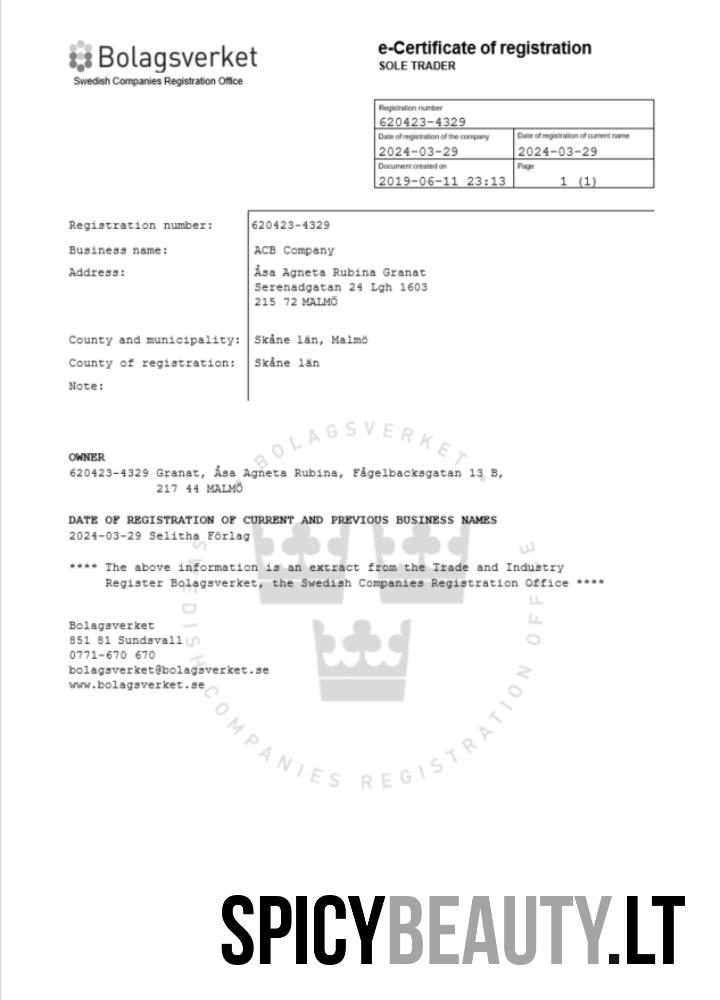 Bolagsverket
Swedish Companies Registration Office
e-Certificate of registration
SOLE TRADER
Registration number
620423-4329
Date of registration of the company
2024-03-29
Date of registration of current name
2024-03-29
Document created on
2019-06-11 23:13
Page
1 (1)
Registration number: 620423-4329
Business name: ACB Company
Address: Åsa Agneta Rubina Granat
Serenadgatan 24 Lgh 1603
215 72 MALMÖ
County and municipality: Skåne län, Malmö
County of registration: Skåne län
Note:
OWNER
620423-4329 Granat, Åsa Agneta Rubina, Fågelbacksgatan 13 B,
217 44 MALMÖ
DATE OF REGISTRATION OF CURRENT AND PREVIOUS BUSINESS NAMES
2024-03-29 Selitha Förlag
**** The above information is an extract from the Trade and Industry
Register Bolagsverket, the Swedish Companies Registration Office ****
Bolagsverket
851 81 Sundsvall
0771-670 670
bolagsverket@bolagsverket.se
www.bolagsverket.se
BOLAGSVERKET
SWEDISH COMPANIES REGISTRATION OFFICE
SPICYBEAUTY.LT